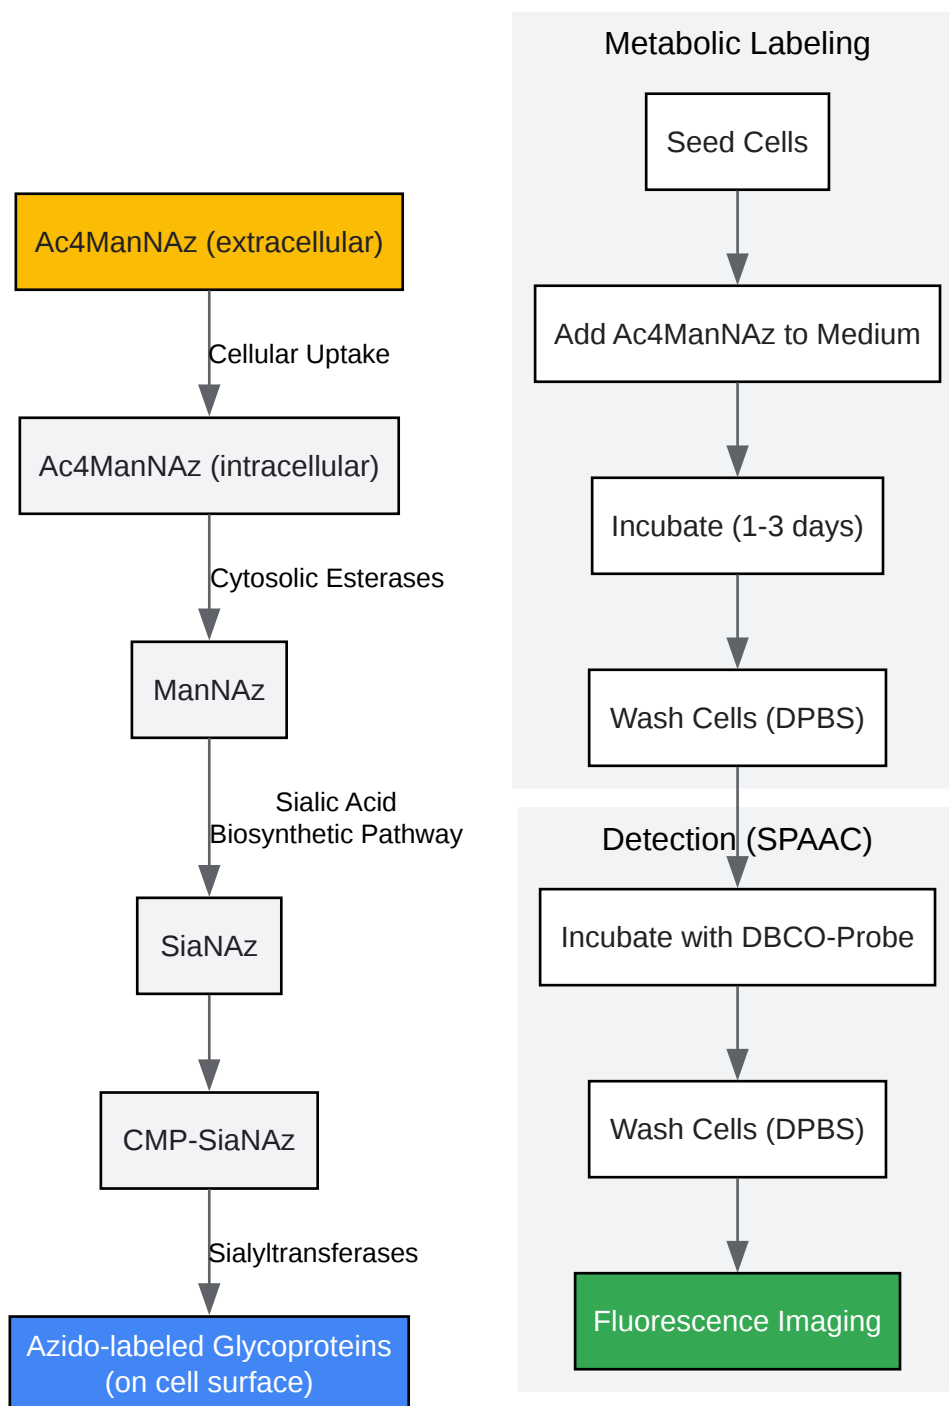 Ac4ManNAz (extracellular)
Cellular Uptake
Ac4ManNAz (intracellular)
Cytosolic Esterases
ManNAz
Sialic Acid
Biosynthetic Pathway
SiaNAz
CMP-SiaNAz
Sialyltransferases
Azido-labeled Glycoproteins
(on cell surface)
Metabolic Labeling
Seed Cells
Add Ac4ManNAz to Medium
Incubate (1-3 days)
Wash Cells (DPBS)
Detection (SPAAC)
Incubate with DBCO-Probe
Wash Cells (DPBS)
Fluorescence Imaging